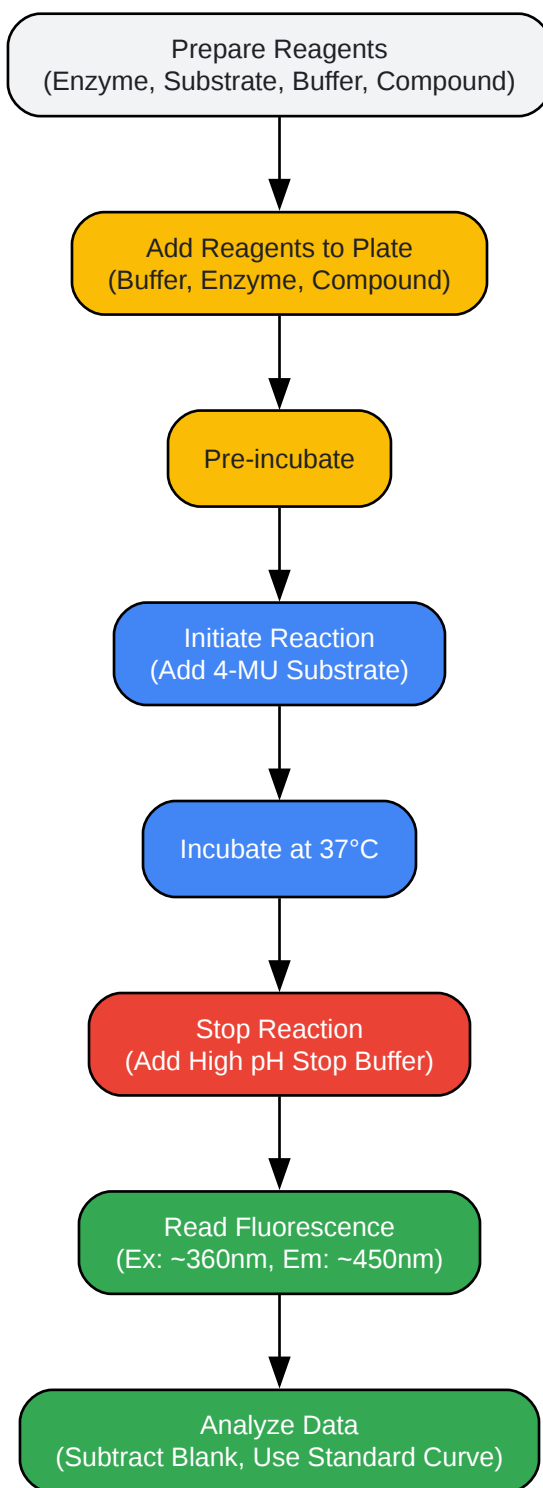 Prepare Reagents
(Enzyme, Substrate, Buffer, Compound)
Add Reagents to Plate
(Buffer, Enzyme, Compound)
Pre-incubate
Initiate Reaction
(Add 4-MU Substrate)
Incubate at 37°C
Stop Reaction
(Add High pH Stop Buffer)
Read Fluorescence
(Ex: ~360nm, Em: ~450nm)
Analyze Data
(Subtract Blank, Use Standard Curve)